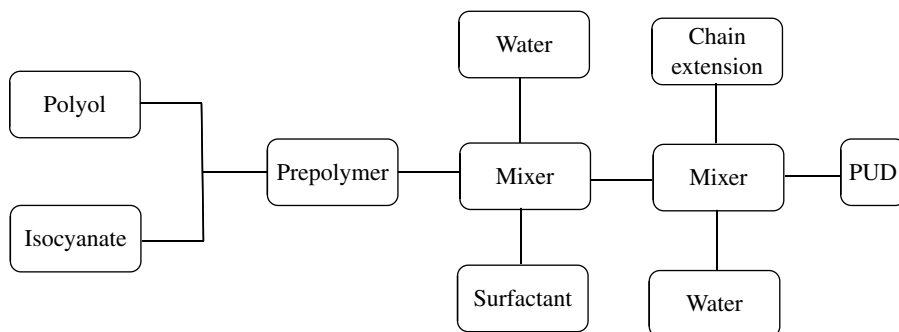 Water
Chain
extension
Polyol
Prepolymer
Mixer
Mixer
PUD
Isocyanate
Surfactant
Water